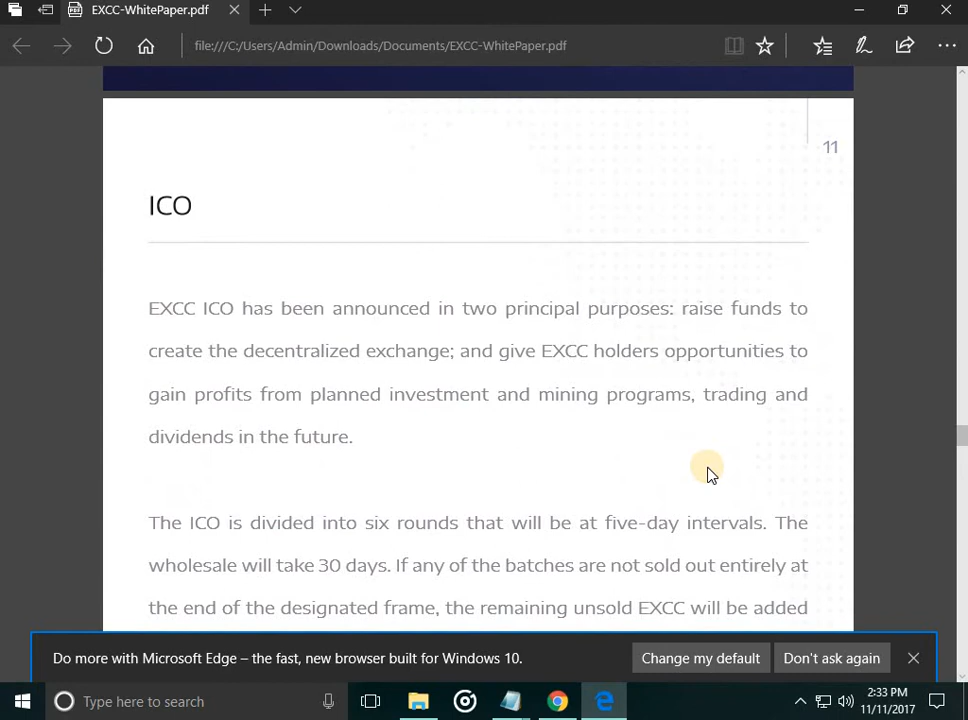 EXCC-WhitePaper.pdf
file:///C:/Users/Admin/Downloads/Documents/EXCC-WhitePaper.pdf
11
ICO
EXCC ICO has been announced in two principal purposes: raise funds to
create the decentralized exchange; and give EXCC holders opportunities to
gain profits from planned investment and mining programs, trading and
dividends in the future.
The ICO is divided into six rounds that will be at five-day intervals. The
wholesale will take 30 days. If any of the batches are not sold out entirely at
the end of the designated frame, the remaining unsold EXCC will be added
Do more with Microsoft Edge – the fast, new browser built for Windows 10.
Change my default
Don't ask again
Type here to search
2:33 PM
11/11/2017